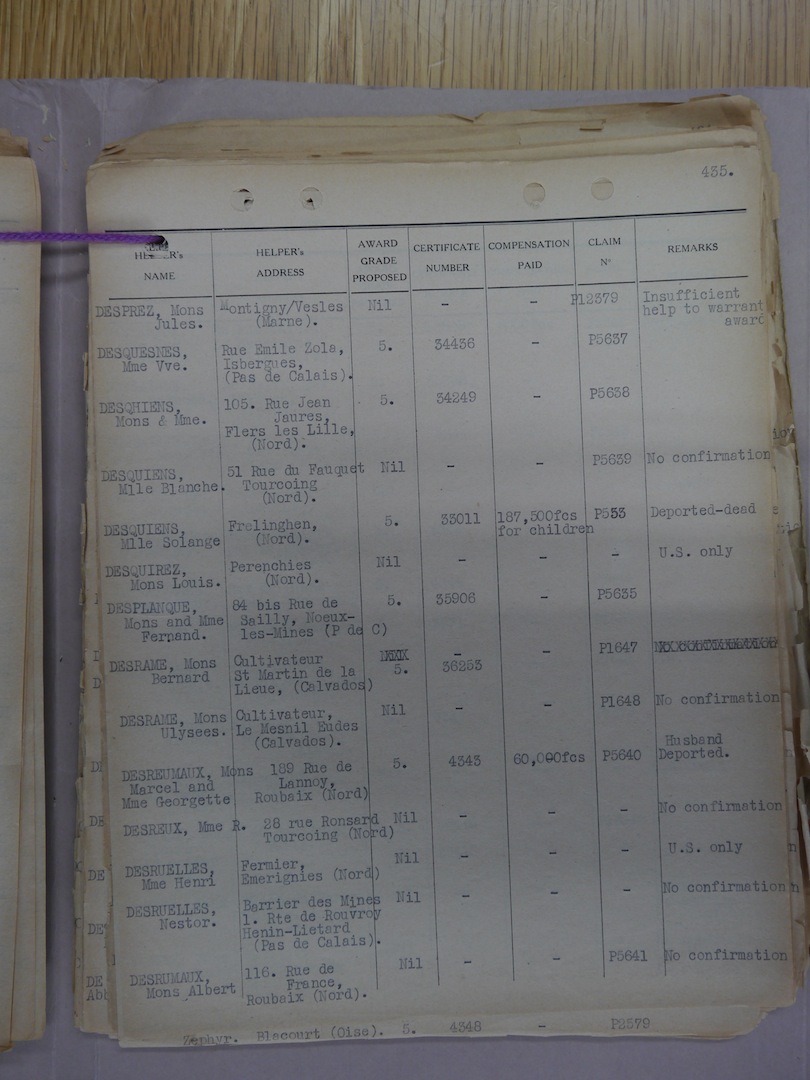 435.
HELPER's NAME
HELPER's ADDRESS
AWARD GRADE PROPOSED
CERTIFICATE NUMBER
COMPENSATION PAID
CLAIM N°
REMARKS
DESPREZ, Mons Montigny/Vesles Nil - - P12379 Insufficient
Jules. (Marne). help to warrant
award
DESQUESNES, Rue Emile Zola, 5. 34436 - P5637
Mme Vve. Isbergues,
(Pas de Calais).
DESQHIENS, 105. Rue Jean 5. 34249 - P5638
Mons & Mme. Jaures,
Flers les Lille,
(Nord).
DESQUIENS, 51 Rue du Fauquet Nil - - P5639 No confirmation
Mlle Blanche. Tourcoing
(Nord).
DESQUIENS, Frelinghen, 5. 33011 187,500fcs P553 Deported-dead
Mlle Solange (Nord). for children
DESQUIREZ, Perenchies Nil - - - U.S. only
Mons Louis. (Nord).
DESPLANQUE, 84 bis Rue de 5. 35906 - P5635
Mons and Mme Sailly, Noeux-
Fernand. les-Mines (P de C)
DESRAME, Mons Cultivateur 5. 36253 - P1647
Bernard St Martin de la
Lieue, (Calvados)
DESRAME, Mons Cultivateur, Nil - - P1648 No confirmation
Ulysees. Le Mesnil Eudes
(Calvados).
DESREUMAUX, Mons 189 Rue de 5. 4343 60,000fcs P5640 Husband
Marcel and Lannoy, Deported.
Mme Georgette Roubaix (Nord)
DESREUX, Mme R. 28 rue Ronsard Nil - - - No confirmation
Tourcoing (Nord)
DESRUELLES, Fermier, Nil - - - U.S. only
Mme Henri Emerignies (Nord)
DESRUELLES, Barrier des Mines Nil - - - No confirmation
Nestor. 1. Rte de Rouvroy
Henin-Lietard
(Pas de Calais).
DESRUMAUX, 116. Rue de Nil - - P5641 No confirmation
Mons Albert France,
Roubaix (Nord).
Zephyr. Blacourt (Oise). 5. 4348 - P2579